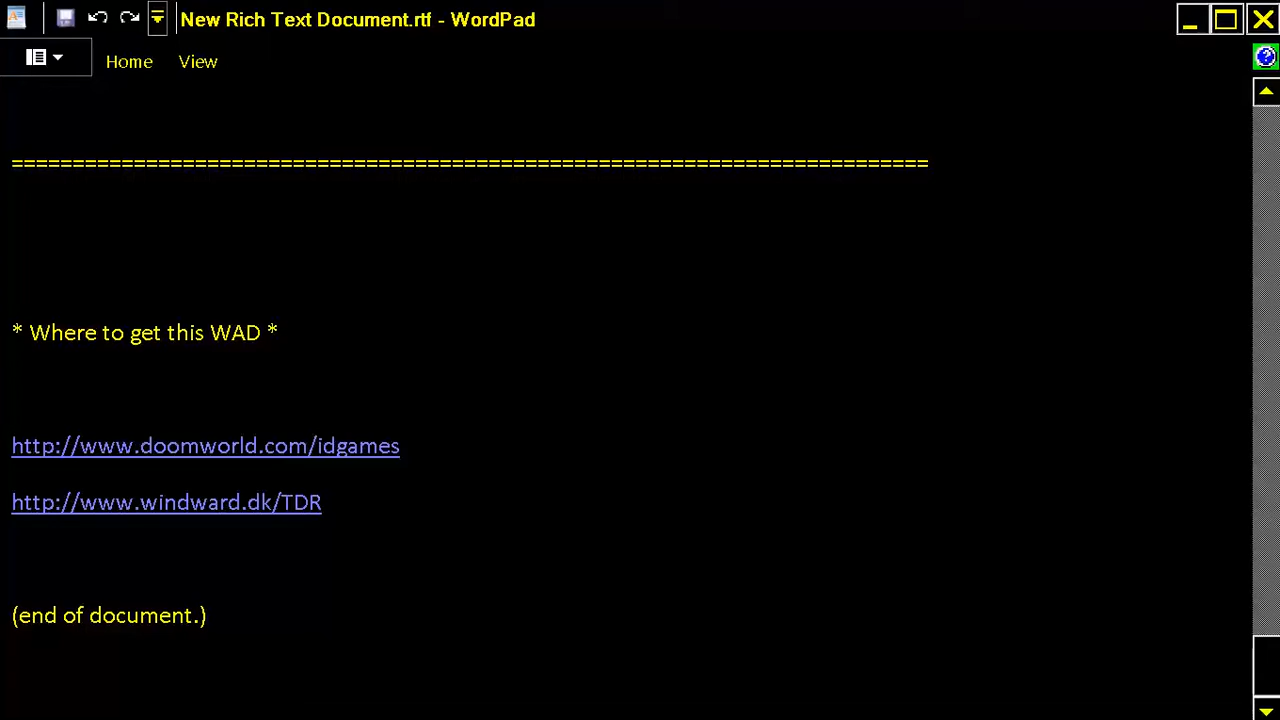 New Rich Text Document.rtf - WordPad
Home View
===========================================================================
* Where to get this WAD *
http://www.doomworld.com/idgames
http://www.windward.dk/TDR
(end of document.)